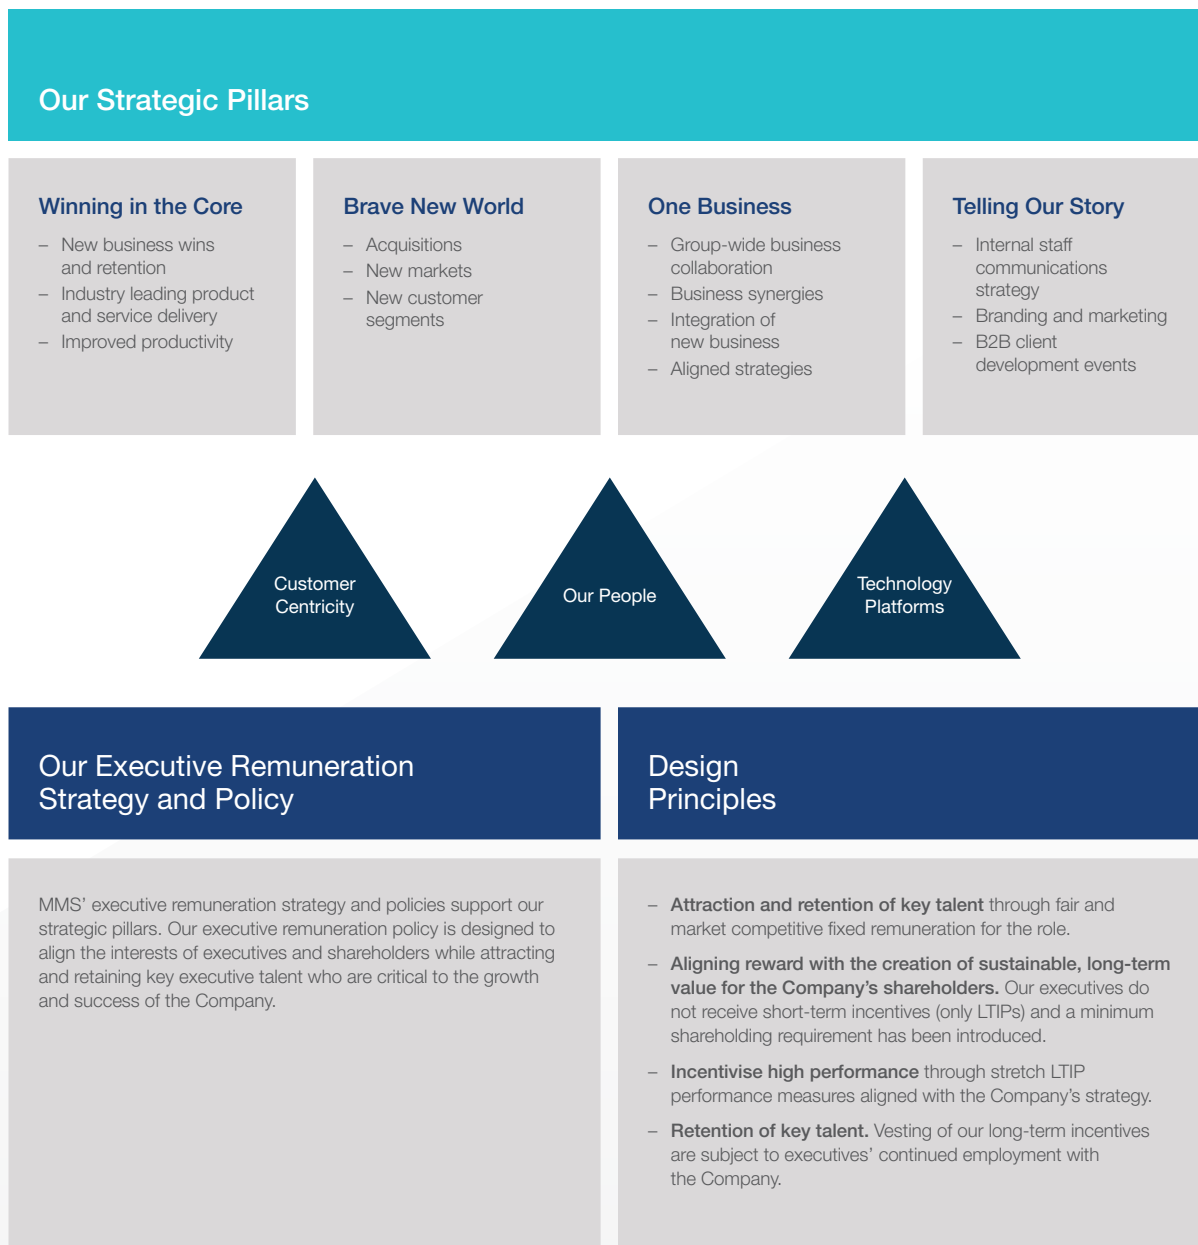 Our Strategic Pillars
Winning in the Core
– New business wins
and retention
– Industry leading product
and service delivery
– Improved productivity
Brave New World
– Acquisitions
– New markets
– New customer
segments
One Business
– Group-wide business
collaboration
– Business synergies
– Integration of
new business
– Aligned strategies
Telling Our Story
– Internal staff
communications
strategy
– Branding and marketing
– B2B client
development events
Customer
Centricity
Our People
Technology
Platforms
Our Executive Remuneration
Strategy and Policy
MMS’ executive remuneration strategy and policies support our
strategic pillars. Our executive remuneration policy is designed to
align the interests of executives and shareholders while attracting
and retaining key executive talent who are critical to the growth
and success of the Company.
Design
Principles
– Attraction and retention of key talent through fair and
market competitive fixed remuneration for the role.
– Aligning reward with the creation of sustainable, long-term
value for the Company’s shareholders. Our executives do
not receive short-term incentives (only LTIPs) and a minimum
shareholding requirement has been introduced.
– Incentivise high performance through stretch LTIP
performance measures aligned with the Company’s strategy.
– Retention of key talent. Vesting of our long-term incentives
are subject to executives’ continued employment with
the Company.